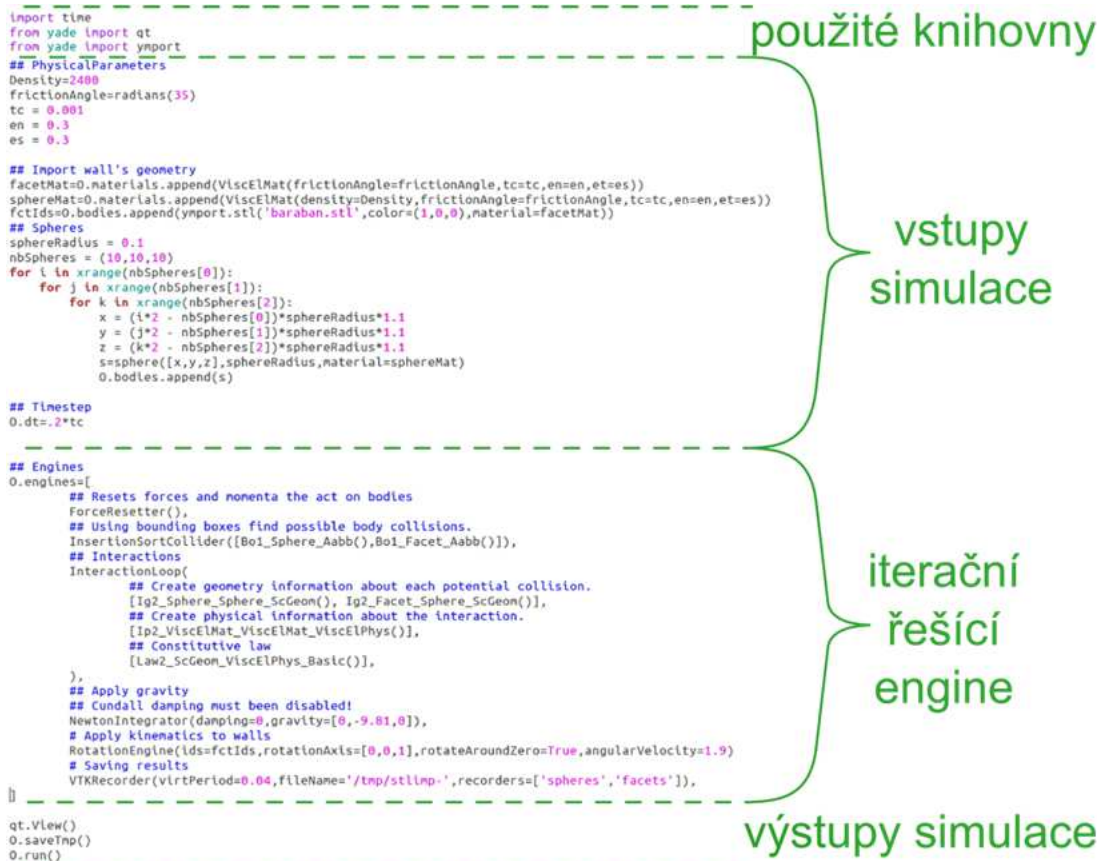 import time
from yade import qt
from yade import ymport
použité knihovny
## PhysicalParameters
Density=2400
frictionAngle=radians(35)
tc = 0.001
en = 0.3
es = 0.3
## Import wall's geometry
facetMat=O.materials.append(ViscElMat(frictionAngle=frictionAngle,tc=tc,en=en,et=es))
sphereMat=O.materials.append(ViscElMat(density=Density,frictionAngle=frictionAngle,tc=tc,en=en,et=es))
fctIds=O.bodies.append(ymport.stl('baraban.stl',color=(1,0,0),material=facetMat))
## Spheres
sphereRadius = 0.1
nbSpheres = (10,10,10)
for i in xrange(nbSpheres[0]):
    for j in xrange(nbSpheres[1]):
        for k in xrange(nbSpheres[2]):
            x = (i*2 - nbSpheres[0])*sphereRadius*1.1
            y = (j*2 - nbSpheres[1])*sphereRadius*1.1
            z = (k*2 - nbSpheres[2])*sphereRadius*1.1
            s=sphere([x,y,z],sphereRadius,material=sphereMat)
            O.bodies.append(s)
## Timestep
O.dt=.2*tc
vstupy
simulace
## Engines
O.engines=[
        ## Resets forces and momenta the act on bodies
        ForceResetter(),
        ## Using bounding boxes find possible body collisions.
        InsertionSortCollider([Bo1_Sphere_Aabb(),Bo1_Facet_Aabb()]),
        ## Interactions
        InteractionLoop(
                ## Create geometry information about each potential collision.
                [Ig2_Sphere_Sphere_ScGeom(), Ig2_Facet_Sphere_ScGeom()],
                ## Create physical information about the interaction.
                [Ip2_ViscElMat_ViscElMat_ViscElPhys()],
                ## Constitutive law
                [Law2_ScGeom_ViscElPhys_Basic()],
        ),
        ## Apply gravity
        ## Cundall damping must been disabled!
        NewtonIntegrator(damping=0,gravity=[0,-9.81,0]),
        # Apply kinematics to walls
        RotationEngine(ids=fctIds,rotationAxis=[0,0,1],rotateAroundZero=True,angularVelocity=1.9)
        # Saving results
        VTKRecorder(virtPeriod=0.04,fileName='/tmp/stlimp-',recorders=['spheres','facets']),
]
iterační
řešící
engine
qt.View()
O.saveTmp()
O.run()
výstupy simulace